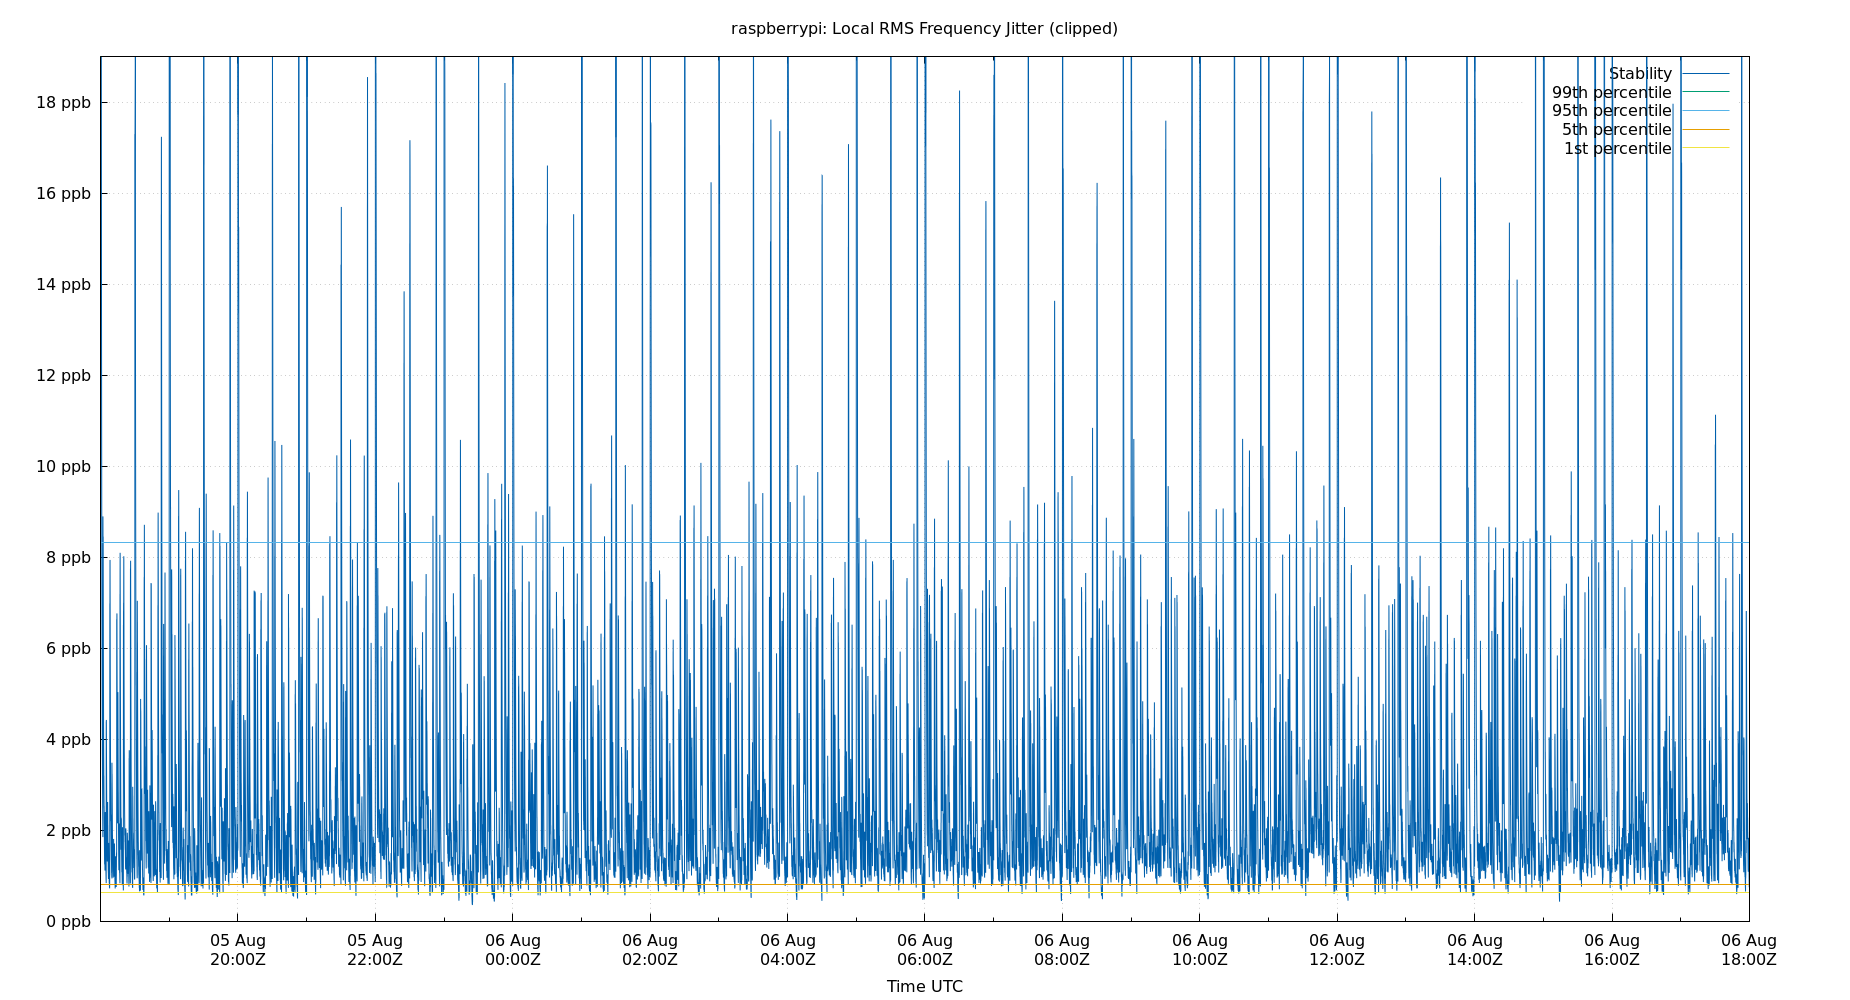 raspberrypi: Local RMS Frequency Jitter (clipped)
Stability
99th percentile
95th percentile
5th percentile
1st percentile
18 ppb
16 ppb
14 ppb
12 ppb
10 ppb
8 ppb
6 ppb
4 ppb
2 ppb
0 ppb
05 Aug 05 Aug 06 Aug 06 Aug 06 Aug 06 Aug 06 Aug 06 Aug 06 Aug 06 Aug 06 Aug 06 Aug
20:00Z 22:00Z 00:00Z 02:00Z 04:00Z 06:00Z 08:00Z 10:00Z 12:00Z 14:00Z 16:00Z 18:00Z
Time UTC